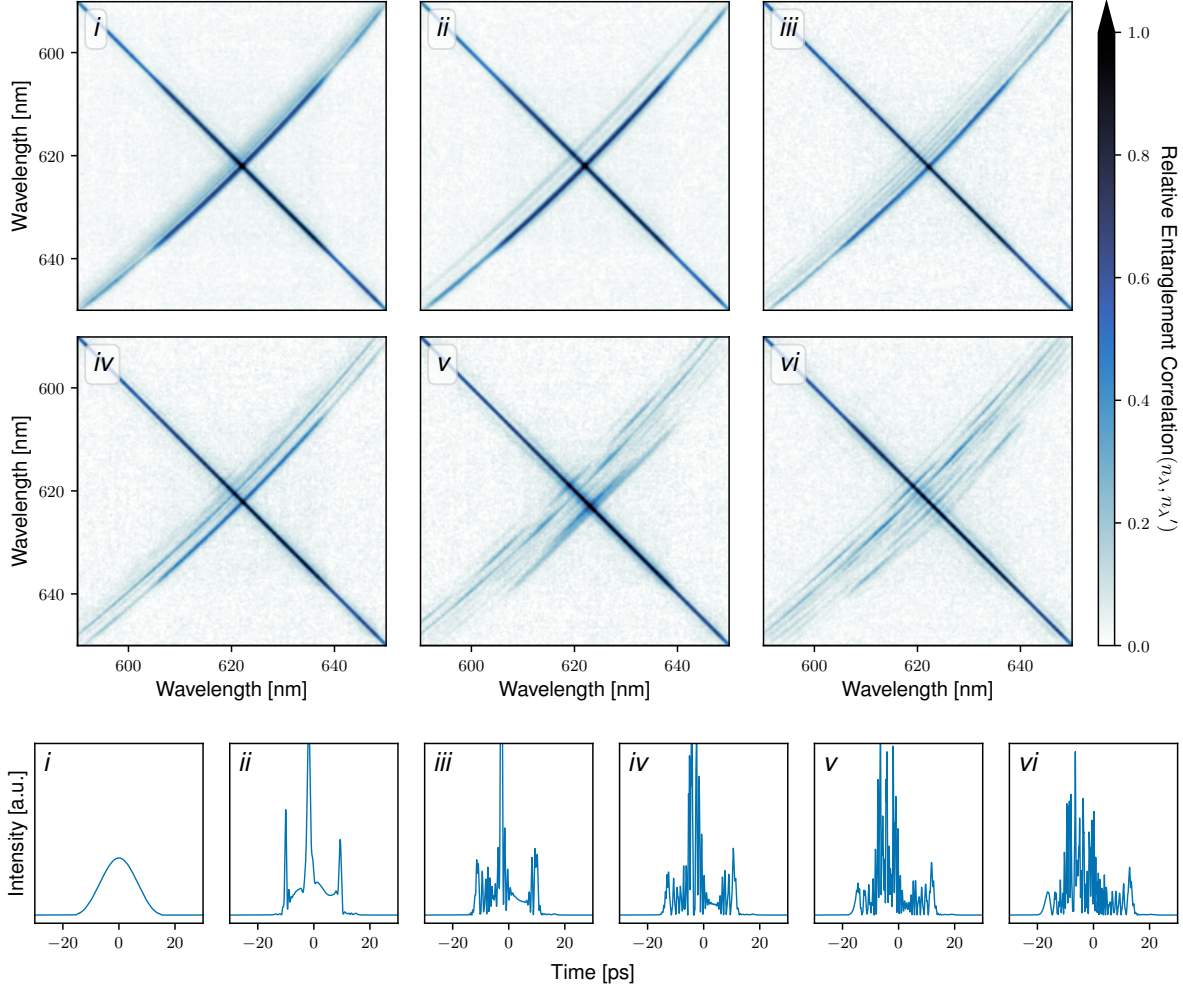 i
ii
iii
1.0
600
620
640
Wavelength [nm]
0.8
iv
v
vi
0.6
600
620
640
Wavelength [nm]
0.4
0.2
0.0
Relative Entanglement Correlation(nλ, nλ′)
600 620 640
600 620 640
600 620 640
Wavelength [nm]
Wavelength [nm]
Wavelength [nm]
i
ii
iii
iv
v
vi
Intensity [a.u.]
−20 0 20
−20 0 20
−20 0 20
−20 0 20
−20 0 20
−20 0 20
Time [ps]